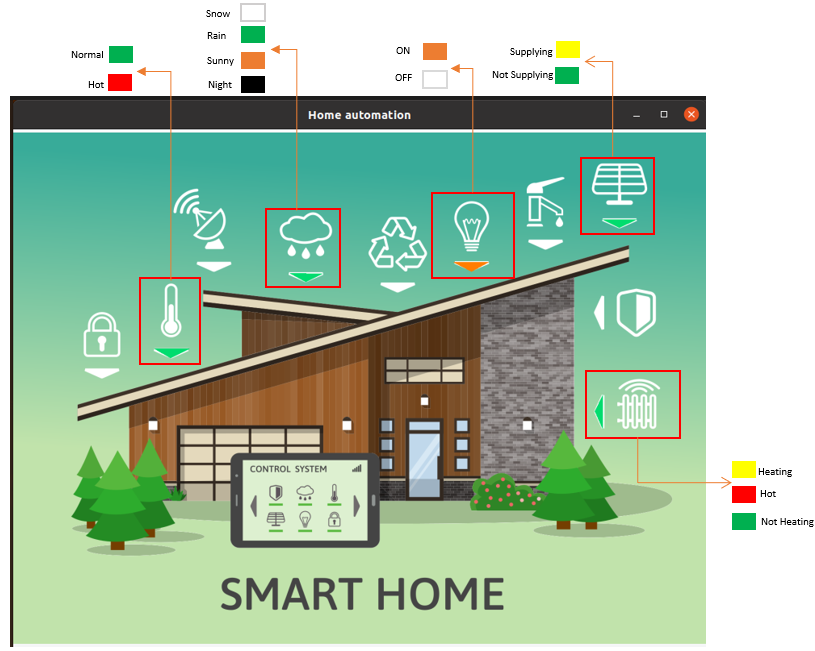 Snow
Rain
Sunny
Night
Normal
Hot
ON
OFF
Supplying
Not Supplying
Home automation
CONTROL SYSTEM
Heating
Hot
Not Heating
SMART HOME